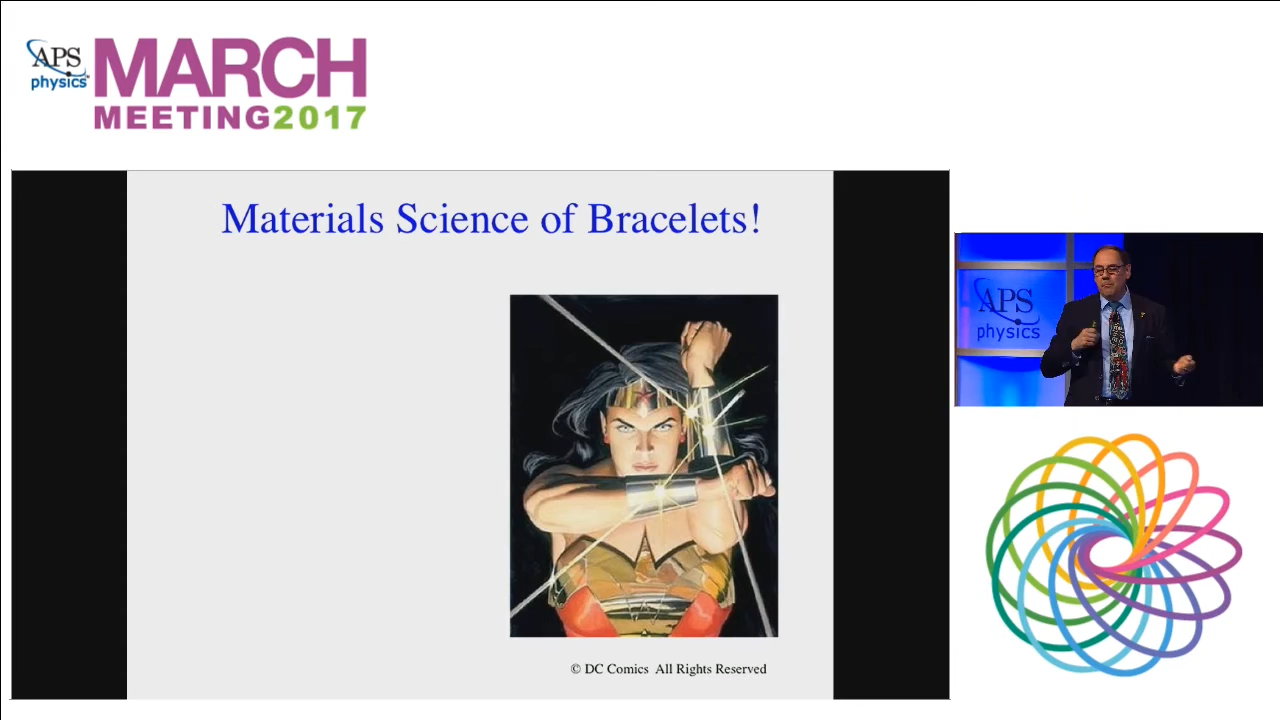 APS
physics
MARCH
MEETING2017
Materials Science of Bracelets!
APS
physics
© DC Comics All Rights Reserved